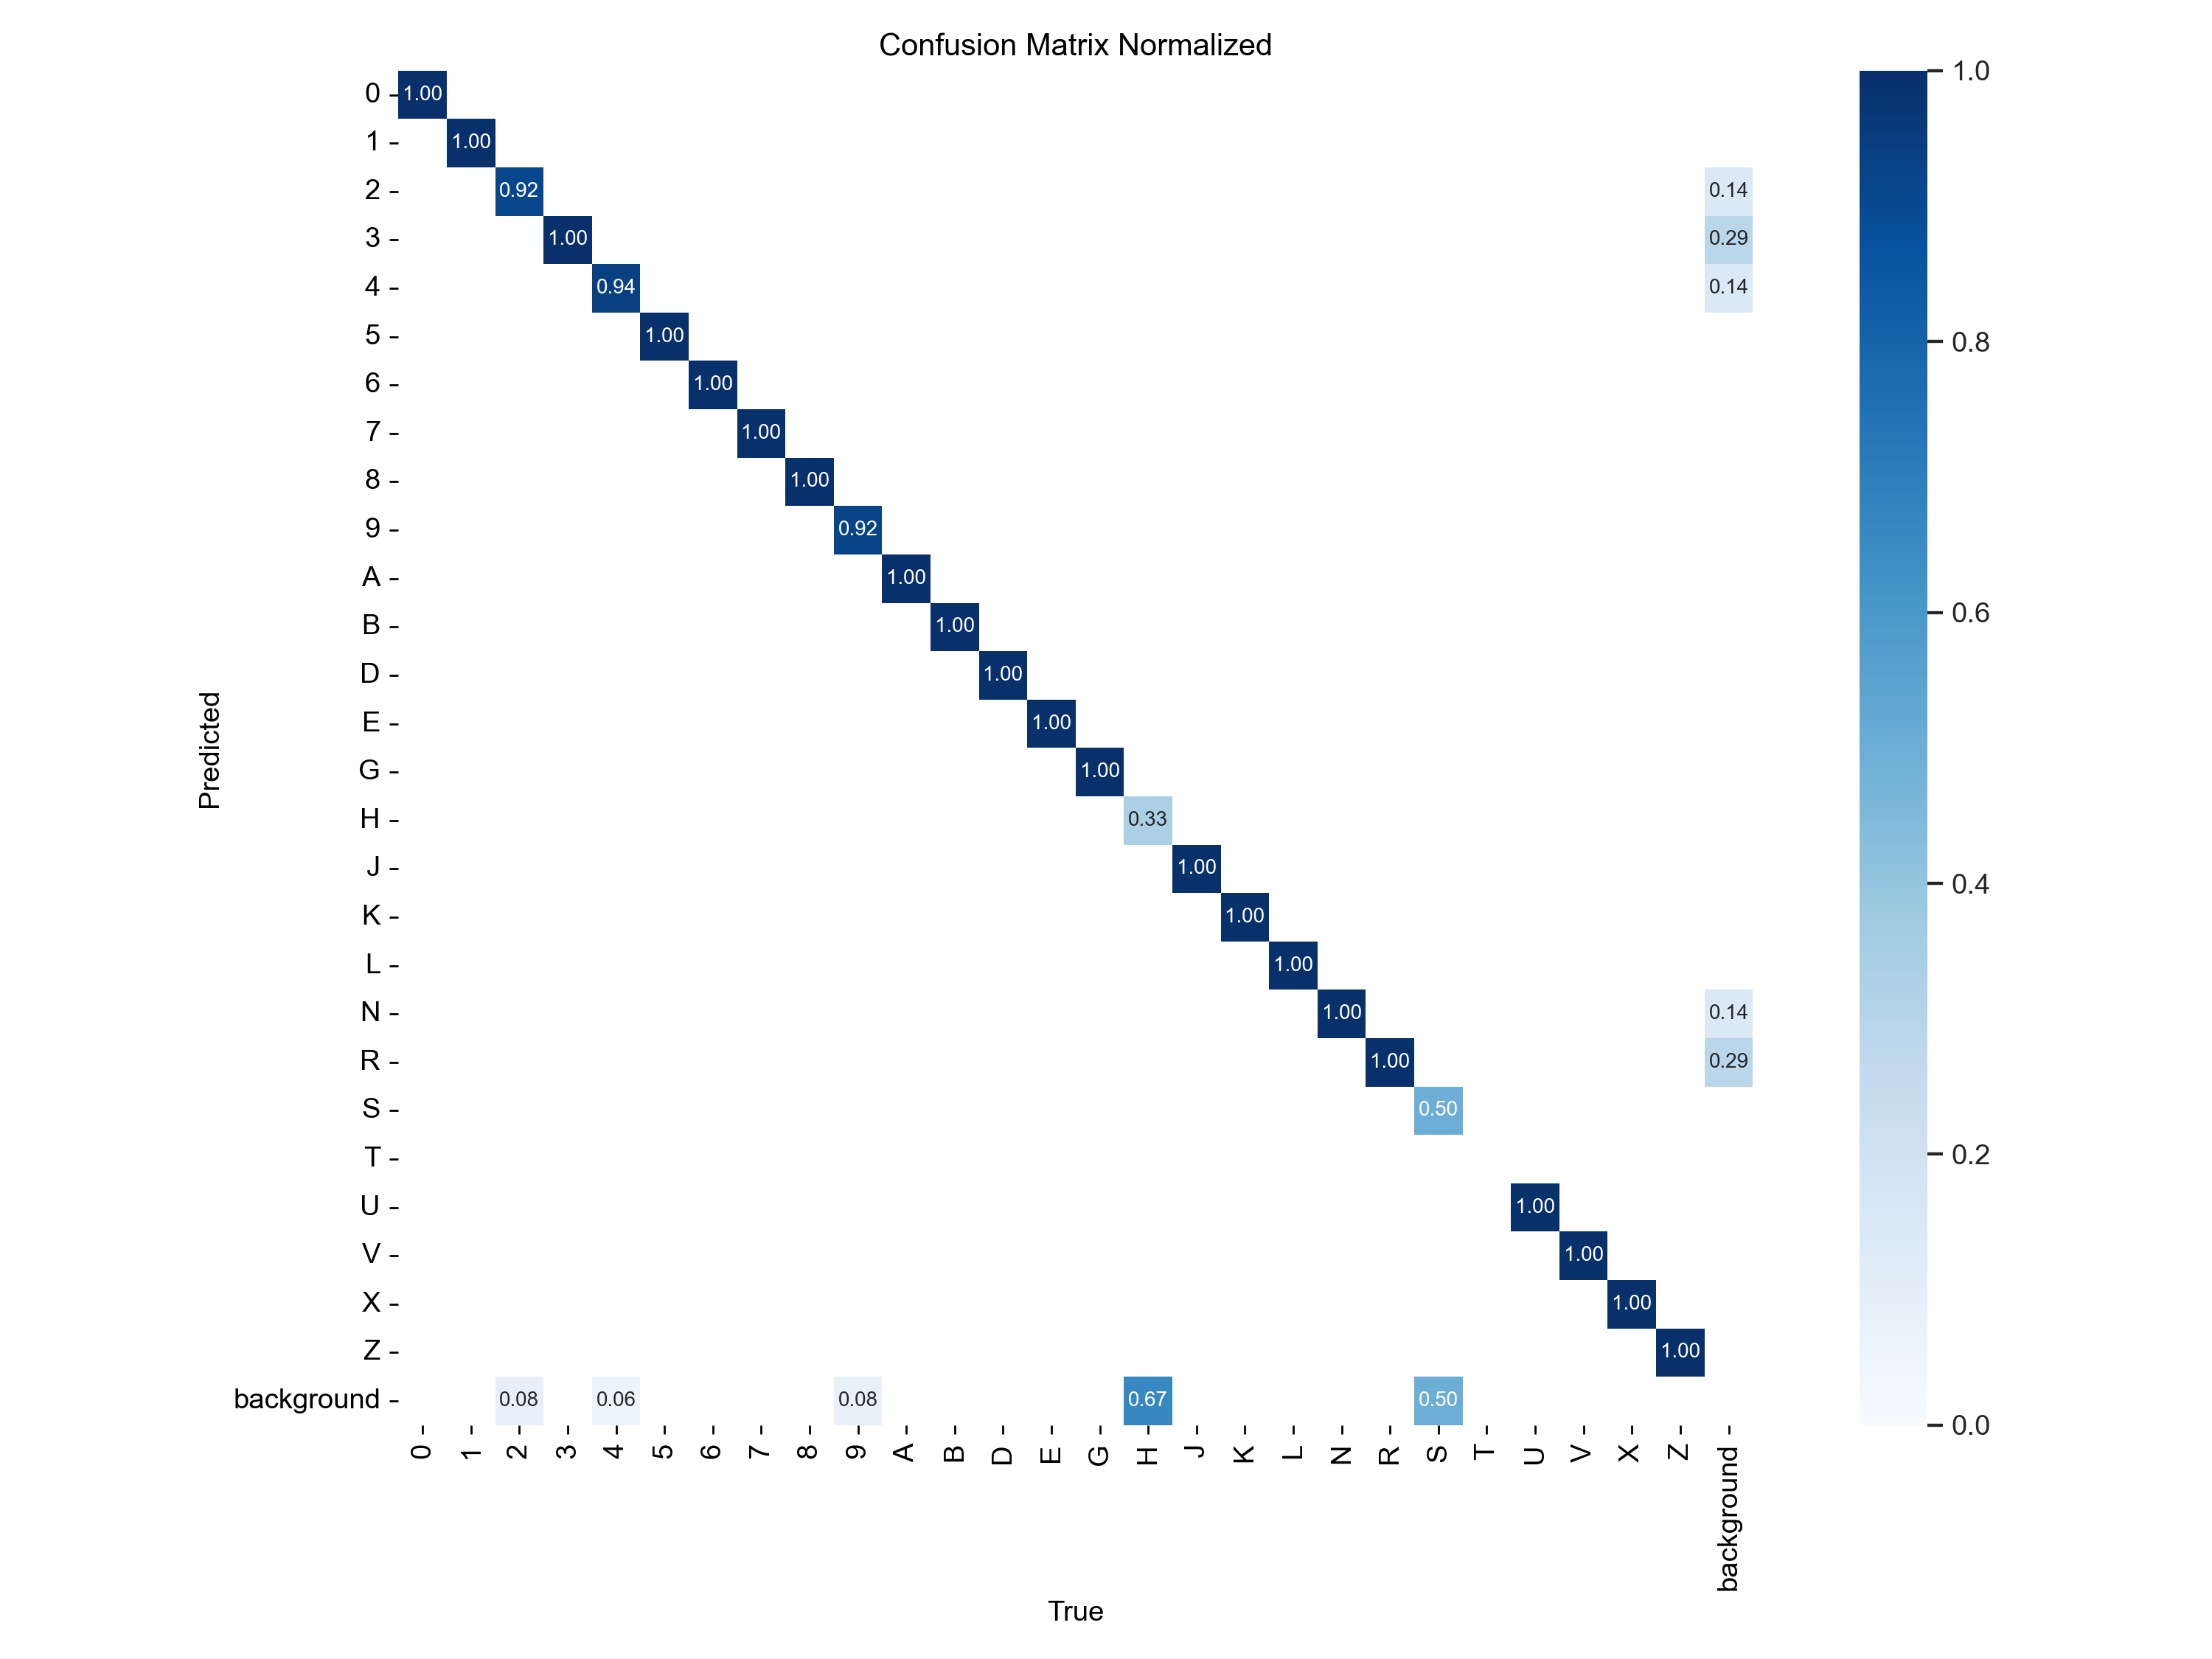 Confusion Matrix Normalized
0 1.00
1 1.00
2 0.92 0.14
3 1.00 0.29
4 0.94 0.14
5 1.00
6 1.00
7 1.00
8 1.00
9 0.92
A 1.00
B 1.00
D 1.00
E 1.00
G 1.00
H 0.33
J 1.00
K 1.00
L 1.00
N 1.00 0.14
R 1.00 0.29
S 0.50
T
U 1.00
V 1.00
X 1.00
Z 1.00
background 0.08 0.06 0.08 0.67 0.50
0 1 2 3 4 5 6 7 8 9 A B D E G H J K L N R S T U V X Z background
True
Predicted
1.0
0.8
0.6
0.4
0.2
0.0